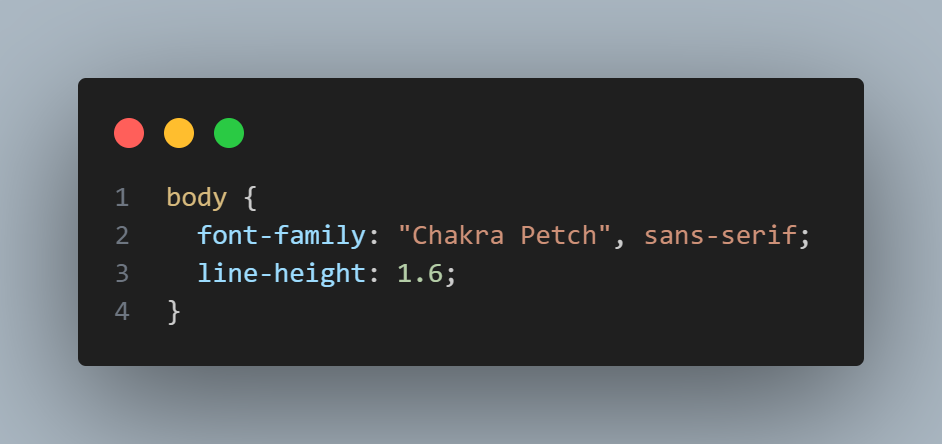 1 body {
2   font-family: "Chakra Petch", sans-serif;
3   line-height: 1.6;
4 }